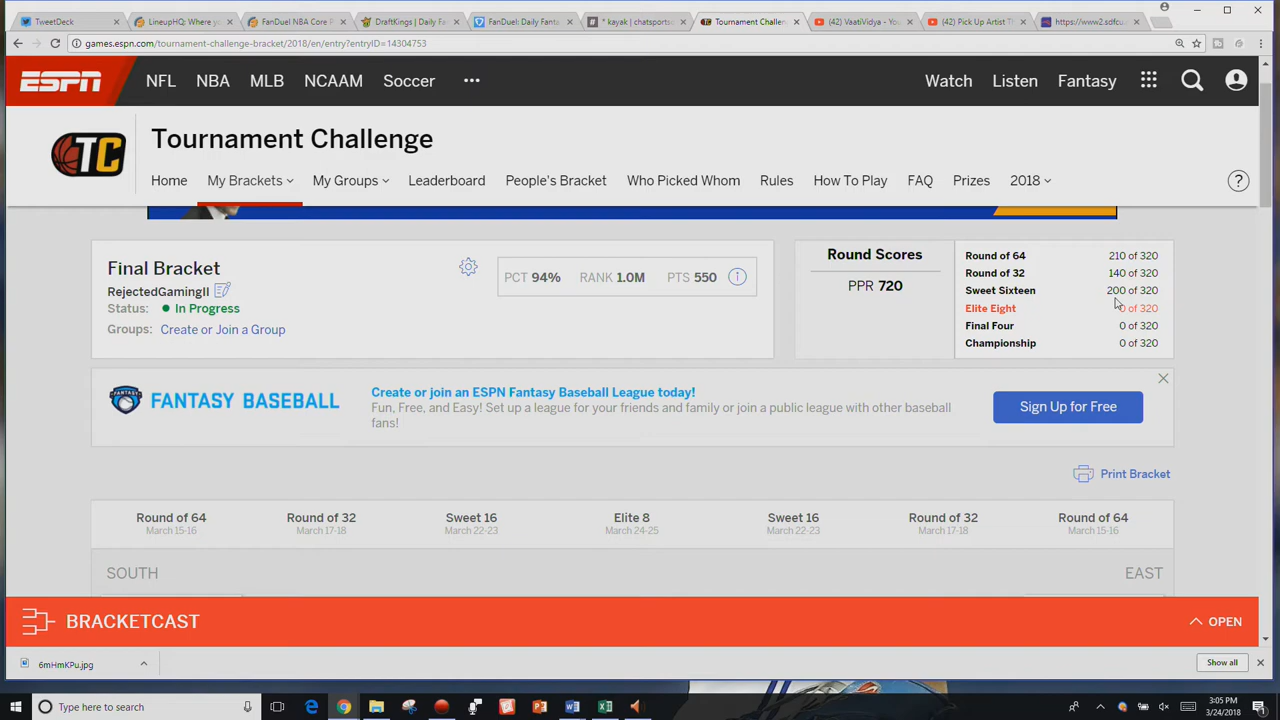 TweetDeck
LineupHQ: Where yo
FanDuel NBA Core P
DraftKings | Daily Fa
FanDuel: Daily Fanta
* kayak | chatsports
Tournament Challen
(42) VaatiVidya - You
(42) Pick Up Artist Th
https://www2.sdfcu.
games.espn.com/tournament-challenge-bracket/2018/en/entry?entryID=14304753
ESPN NFL NBA MLB NCAAM Soccer ••• Watch Listen Fantasy
TC Tournament Challenge
Home My Brackets My Groups Leaderboard People's Bracket Who Picked Whom Rules How To Play FAQ Prizes 2018 ?
Final Bracket
RejectedGamingII
Status: In Progress
Groups: Create or Join a Group
PCT 94% RANK 1.0M PTS 550
Round Scores
PPR 720
Round of 64 210 of 320
Round of 32 140 of 320
Sweet Sixteen 200 of 320
Elite Eight 0 of 320
Final Four 0 of 320
Championship 0 of 320
FANTASY
FANTASY BASEBALL
Create or join an ESPN Fantasy Baseball League today!
Fun, Free, and Easy! Set up a league for your friends and family or join a public league with other baseball
fans!
Sign Up for Free
Print Bracket
Round of 64 Round of 32 Sweet 16 Elite 8 Sweet 16 Round of 32 Round of 64
March 15-16 March 17-18 March 22-23 March 24-25 March 22-23 March 17-18 March 15-16
SOUTH EAST
BRACKETCAST OPEN
6mHmKPu.jpg Show all
Type here to search
3:05 PM
3/24/2018